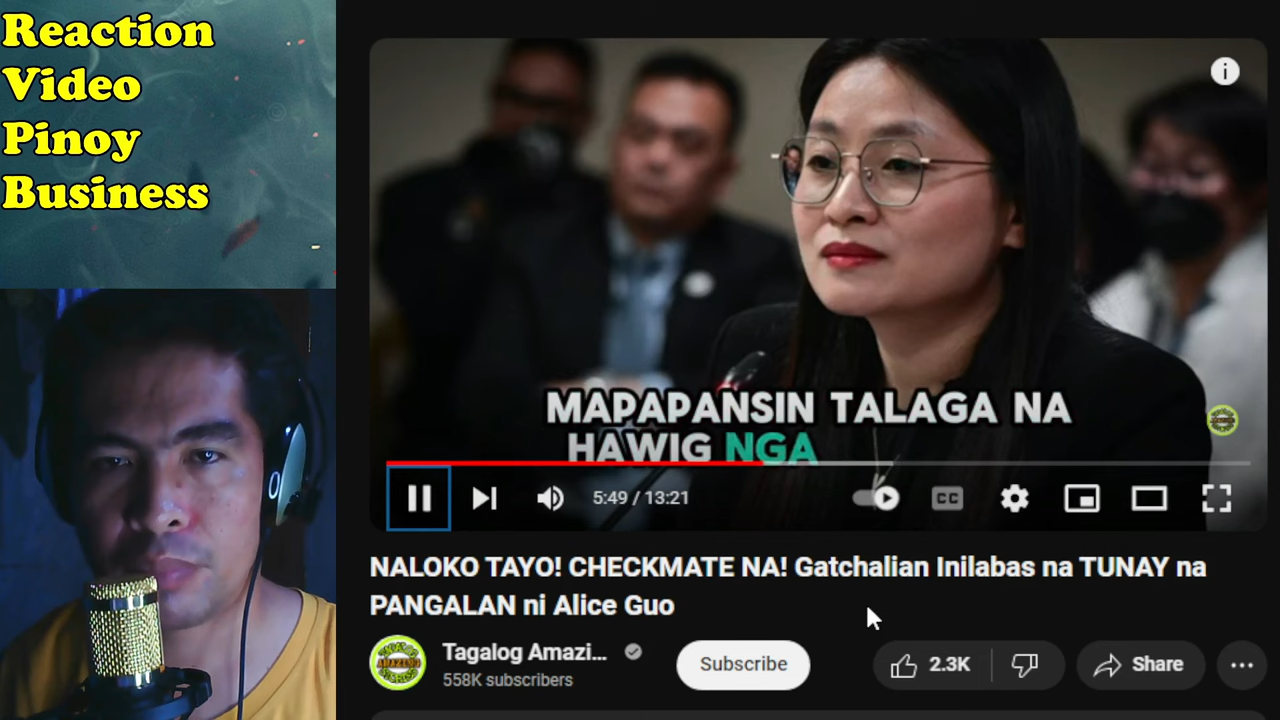 Reaction
Video
Pinoy
Business
MAPAPANSIN TALAGA NA
HAWIG NGA
5:49 / 13:21
CC
NALOKO TAYO! CHECKMATE NA! Gatchalian Inilabas na TUNAY na
PANGALAN ni Alice Guo
Tagalog Amazi...
558K subscribers
Subscribe
2.3K
Share